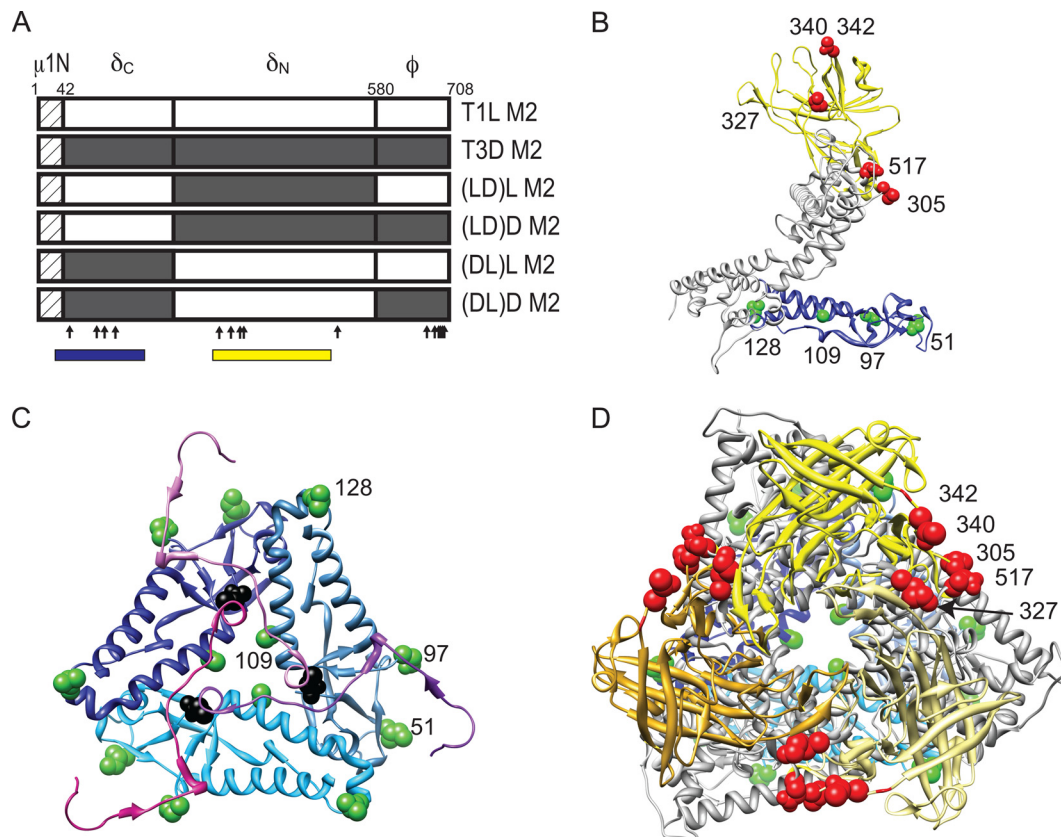 A
μ1N δC δN ϕ
1 42 580 708
T1L M2
T3D M2
(LD)L M2
(LD)D M2
(DL)L M2
(DL)D M2
B
340 342
327
517
305
128 109 97 51
C
128
109
97
51
D
342
340
305
517
327